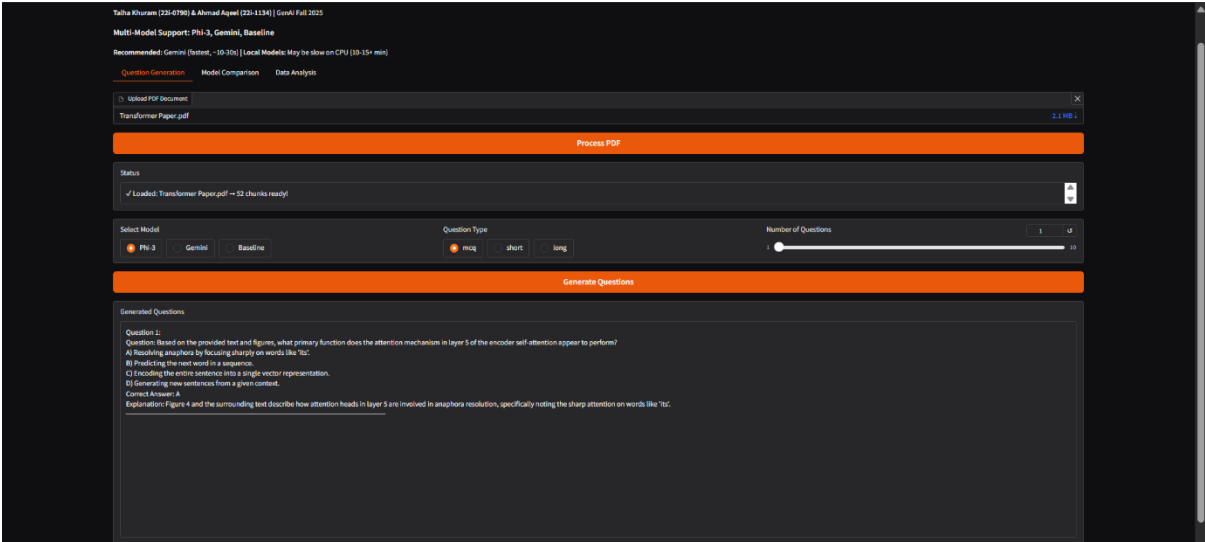 Talha Khuram (22i-0790) & Ahmad Aqeel (22i-1134) | GenAI Fall 2025
Multi-Model Support: Phi-3, Gemini, Baseline
Recommended: Gemini (fastest, ~10-30s) | Local Models: May be slow on CPU (10-15+ min)
Question Generation Model Comparison Data Analysis
Upload PDF Document
Transformer Paper.pdf 2.1 MB ↓
Process PDF
Status
✓ Loaded: Transformer Paper.pdf → 52 chunks ready!
Select Model Question Type Number of Questions 1
Phi-3 Gemini Baseline mcq short long 1 10
Generate Questions
Generated Questions
Question 1:
Question: Based on the provided text and figures, what primary function does the attention mechanism in layer 5 of the encoder self-attention appear to perform?
A) Resolving anaphora by focusing sharply on words like 'its'.
B) Predicting the next word in a sequence.
C) Encoding the entire sentence into a single vector representation.
D) Generating new sentences from a given context.
Correct Answer: A
Explanation: Figure 4 and the surrounding text describe how attention heads in layer 5 are involved in anaphora resolution, specifically noting the sharp attention on words like 'its'.